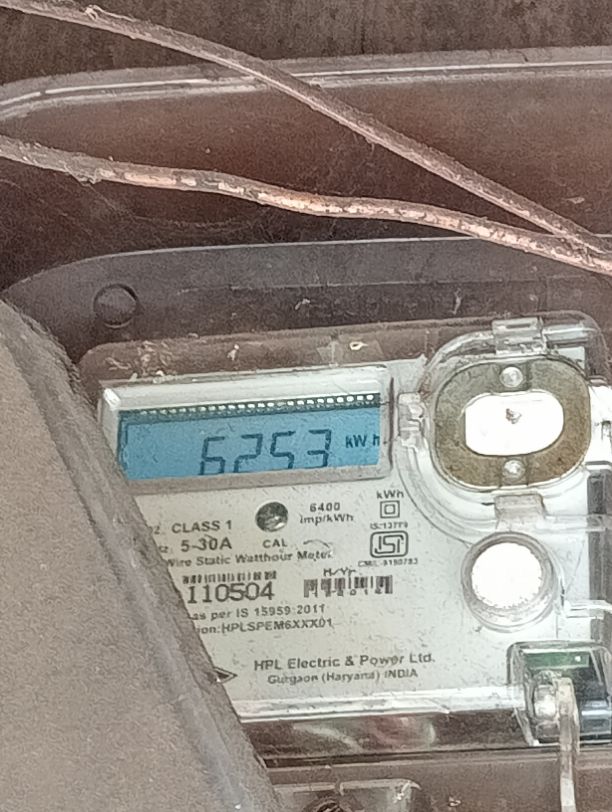 6253 kWh
6400
imp/kWh
kWh
IS:13779
CLASS 1
5-30A
CAL
Wire Static Watthour Meter
110504
as per IS 15959:2011
HPL Electric & Power Ltd.
Gurgaon (Haryana) INDIA